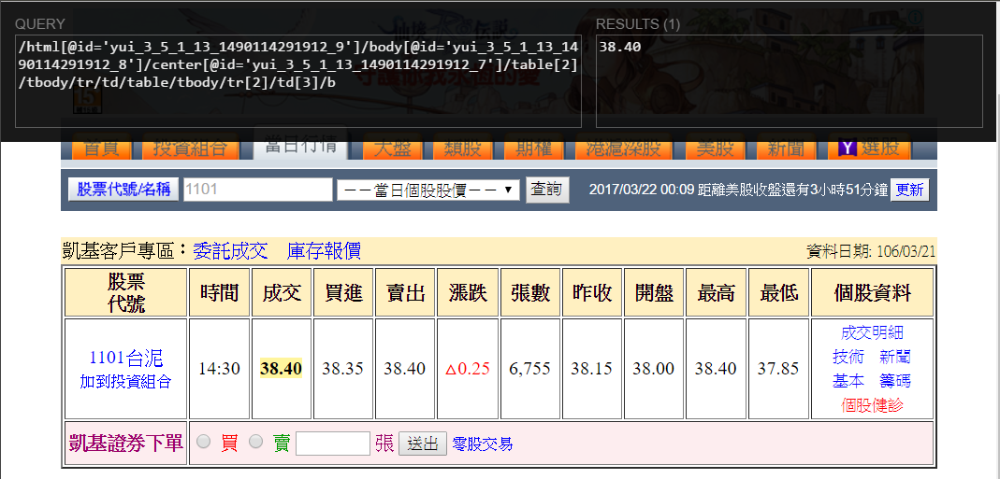 QUERY
RESULTS (1)
/html[@id='yui_3_5_1_13_1490114291912_9']/body[@id='yui_3_5_1_13_14
90114291912_8']/center[@id='yui_3_5_1_13_1490114291912_7']/table[2]
/tbody/tr/td/table/tbody/tr[2]/td[3]/b
38.40
首頁 投資組合 當日行情 大盤 類股 期權 港滬深股 美股 新聞 Y 選股
股票代號/名稱 1101 －－當日個股股價－－ 查詢 2017/03/22 00:09 距離美股收盤還有3小時51分鐘 更新
凱基客戶專區：委託成交 庫存報價 資料日期: 106/03/21
股票
代號 時間 成交 買進 賣出 漲跌 張數 昨收 開盤 最高 最低 個股資料
1101台泥
加到投資組合
14:30 38.40 38.35 38.40 △0.25 6,755 38.15 38.00 38.40 37.85
成交明細
技術 新聞
基本 籌碼
個股健診
凱基證券下單 買 賣 張 送出 零股交易